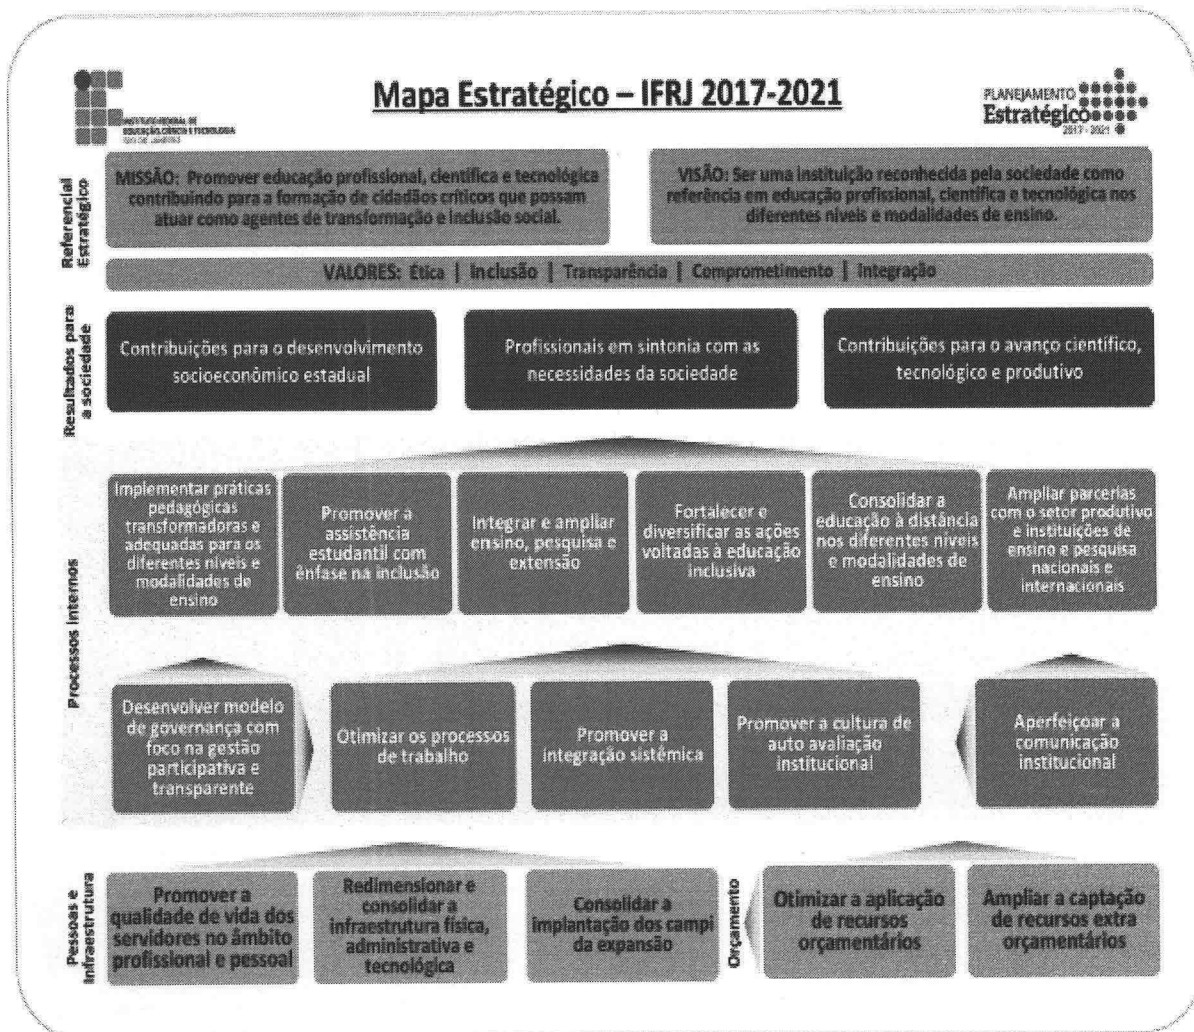 INSTITUTO FEDERAL DE
EDUCAÇÃO, CIÊNCIA E TECNOLOGIA
RIO DE JANEIRO
Mapa Estratégico – IFRJ 2017-2021
PLANEJAMENTO
Estratégico
2017 - 2021
Referencial
Estratégico
MISSÃO: Promover educação profissional, científica e tecnológica
contribuindo para a formação de cidadãos críticos que possam
atuar como agentes de transformação e inclusão social.
VISÃO: Ser uma instituição reconhecida pela sociedade como
referência em educação profissional, científica e tecnológica nos
diferentes níveis e modalidades de ensino.
VALORES: Ética | Inclusão | Transparência | Comprometimento | Integração
Resultados para
a sociedade
Contribuições para o desenvolvimento
socioeconômico estadual
Profissionais em sintonia com as
necessidades da sociedade
Contribuições para o avanço científico,
tecnológico e produtivo
Processos Internos
Implementar práticas
pedagógicas
transformadoras e
adequadas para os
diferentes níveis e
modalidades de
ensino
Promover a
assistência
estudantil com
ênfase na inclusão
Integrar e ampliar
ensino, pesquisa e
extensão
Fortalecer e
diversificar as ações
voltadas à educação
inclusiva
Consolidar a
educação à distância
nos diferentes níveis
e modalidades de
ensino
Ampliar parcerias
com o setor produtivo
e instituições de
ensino e pesquisa
nacionais e
internacionais
Desenvolver modelo
de governança com
foco na gestão
participativa e
transparente
Otimizar os processos
de trabalho
Promover a
integração sistêmica
Promover a cultura de
auto avaliação
institucional
Aperfeiçoar a
comunicação
institucional
Pessoas e
Infraestrutura
Promover a
qualidade de vida dos
servidores no âmbito
profissional e pessoal
Redimensionar e
consolidar a
infraestrutura física,
administrativa e
tecnológica
Consolidar a
implantação dos campi
da expansão
Orçamento
Otimizar a aplicação
de recursos
orçamentários
Ampliar a captação
de recursos extra
orçamentários